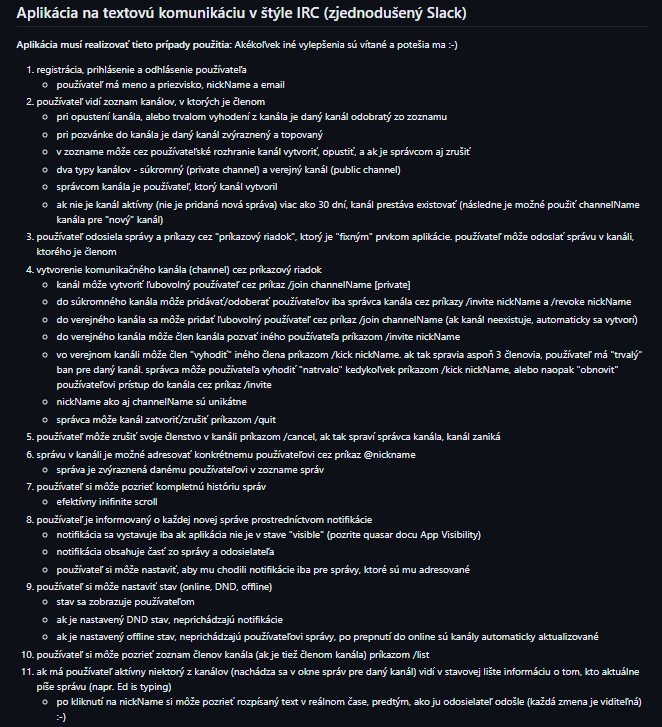 Aplikácia na textovú komunikáciu v štýle IRC (zjednodušený Slack)
Aplikácia musí realizovať tieto prípady použitia: Akékoľvek iné vylepšenia sú vítané a potešia ma :-)
1. registrácia, prihlásenie a odhlásenie používateľa
používateľ má meno a priezvisko, nickName a email
2. používateľ vidí zoznam kanálov, v ktorých je členom
pri opustení kanála, alebo trvalom vyhodení z kanála je daný kanál odobratý zo zoznamu
pri pozvánke do kanála je daný kanál zvýraznený a topovaný
v zozname môže cez používateľské rozhranie kanál vytvoriť, opustiť, a ak je správcom aj zrušiť
dva typy kanálov - súkromný (private channel) a verejný kanál (public channel)
správcom kanála je používateľ, ktorý kanál vytvoril
ak nie je kanál aktívny (nie je pridaná nová správa) viac ako 30 dní, kanál prestáva existovať (následne je možné použiť channelName
kanála pre "nový" kanál)
3. používateľ odosiela správy a príkazy cez "príkazový riadok", ktorý je "fixným" prvkom aplikácie. používateľ môže odoslať správu v kanáli,
ktorého je členom
4. vytvorenie komunikačného kanála (channel) cez príkazový riadok
kanál môže vytvoriť ľubovolný používateľ cez príkaz /join channelName [private]
do súkromného kanála môže pridávať/odoberať používateľov iba správca kanála cez príkazy /invite nickName a /revoke nickName
do verejného kanála sa môže pridať ľubovolný používateľ cez príkaz /join channelName (ak kanál neexistuje, automaticky sa vytvorí)
do verejného kanála môže člen kanála pozvať iného používateľa príkazom /invite nickName
vo verejnom kanáli môže člen "vyhodiť" iného člena príkazom /kick nickName. ak tak spravia aspoň 3 členovia, používateľ má "trvalý"
ban pre daný kanál. správca môže používateľa vyhodiť "natrvalo" kedykoľvek príkazom /kick nickName, alebo naopak "obnoviť"
používateľovi prístup do kanála cez príkaz /invite
nickName ako aj channelName sú unikátne
správca môže kanál zatvoriť/zrušiť príkazom /quit
5. používateľ môže zrušiť svoje členstvo v kanáli príkazom /cancel, ak tak spraví správca kanála, kanál zaniká
6. správu v kanáli je možné adresovať konkrétnemu používateľovi cez príkaz @nickname
správa je zvýraznená danému používateľovi v zozname správ
7. používateľ si môže pozrieť kompletnú históriu správ
efektívny inifinite scroll
8. používateľ je informovaný o každej novej správe prostredníctvom notifikácie
notifikácia sa vystavuje iba ak aplikácia nie je v stave "visible" (pozrite quasar docu App Visibility)
notifikácia obsahuje časť zo správy a odosielateľa
používateľ si môže nastaviť, aby mu chodili notifikácie iba pre správy, ktoré sú mu adresované
9. používateľ si môže nastaviť stav (online, DND, offline)
stav sa zobrazuje používateľom
ak je nastavený DND stav, neprichádzajú notifikácie
ak je nastavený offline stav, neprichádzajú používateľovi správy, po prepnutí do online sú kanály automaticky aktualizované
10. používateľ si môže pozrieť zoznam členov kanála (ak je tiež členom kanála) príkazom /list
11. ak má používateľ aktívny niektorý z kanálov (nachádza sa v okne správ pre daný kanál) vidí v stavovej lište informáciu o tom, kto aktuálne
píše správu (napr. Ed is typing)
po kliknutí na nickName si môže pozrieť rozpísaný text v reálnom čase, predtým, ako ju odosielateľ odošle (každá zmena je viditeľná)
:-)